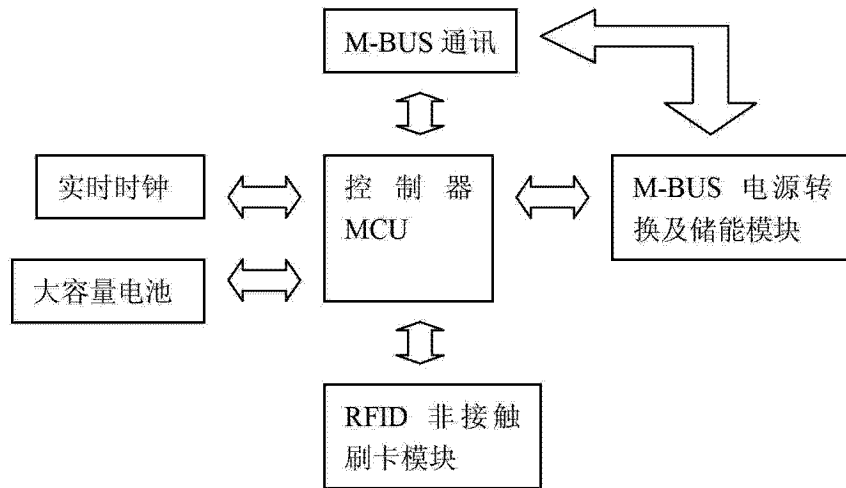 M-BUS 通讯
实时时钟
控制器
MCU
M-BUS 电源转
换及储能模块
大容量电池
RFID 非接触
刷卡模块